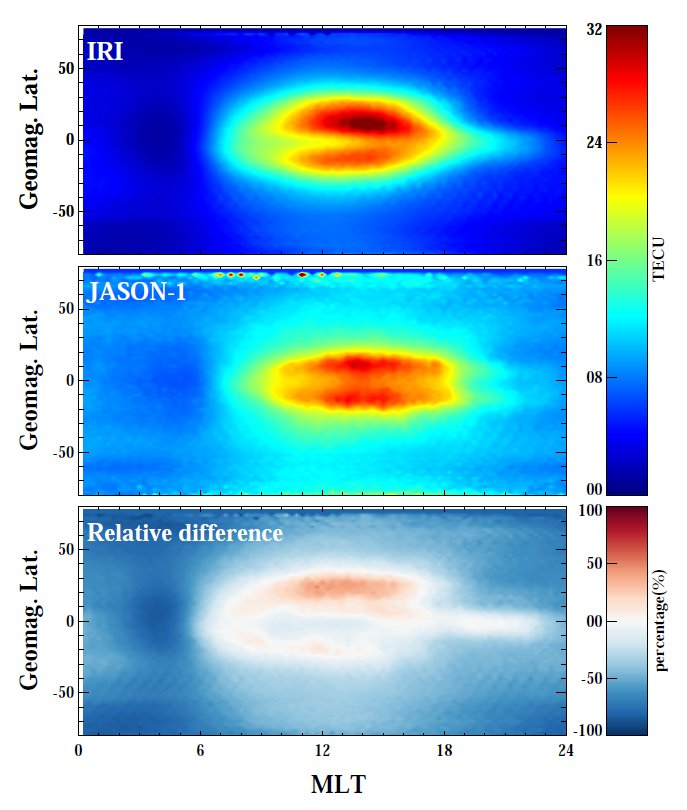 IRI
50
0
-50
Geomag. Lat.
32
24
16
08
00
TECU
JASON-1
50
0
-50
Geomag. Lat.
Relative difference
50
0
-50
Geomag. Lat.
100
50
00
-50
-100
percentage(%)
0 6 12 18 24
MLT